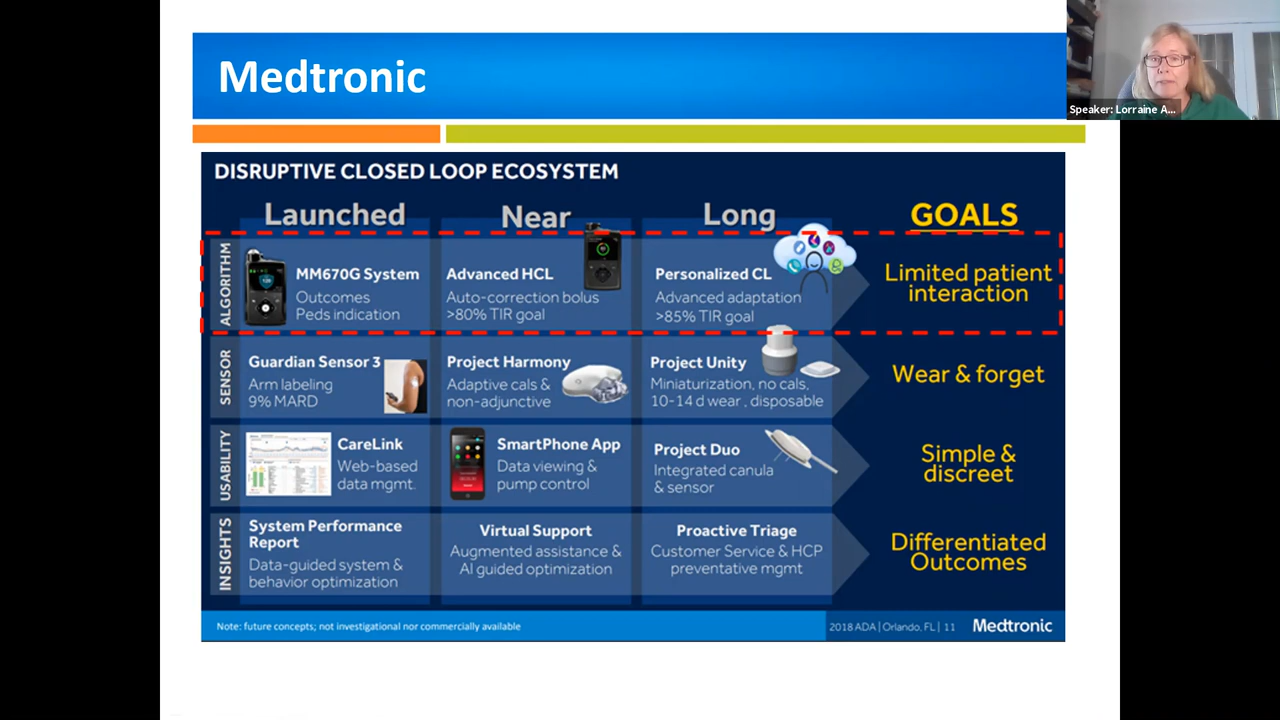 Medtronic
Speaker: Lorraine A...
DISRUPTIVE CLOSED LOOP ECOSYSTEM
Launched
Near
Long
GOALS
ALGORITHM
MM670G System
Outcomes
Peds indication
Advanced HCL
Auto-correction bolus
>80% TIR goal
Personalized CL
Advanced adaptation
>85% TIR goal
Limited patient
interaction
SENSOR
Guardian Sensor 3
Arm labeling
9% MARD
Project Harmony
Adaptive cals &
non-adjunctive
Project Unity
Miniaturization, no cals,
10-14 d wear , disposable
Wear & forget
USABILITY
CareLink
Web-based
data mgmt.
SmartPhone App
Data viewing &
pump control
Project Duo
Integrated canula
& sensor
Simple &
discreet
INSIGHTS
System Performance
Report
Data-guided system &
behavior optimization
Virtual Support
Augmented assistance &
AI guided optimization
Proactive Triage
Customer Service & HCP
preventative mgmt
Differentiated
Outcomes
Note: future concepts; not investigational nor commercially available
2018 ADA | Orlando, FL | 11
Medtronic